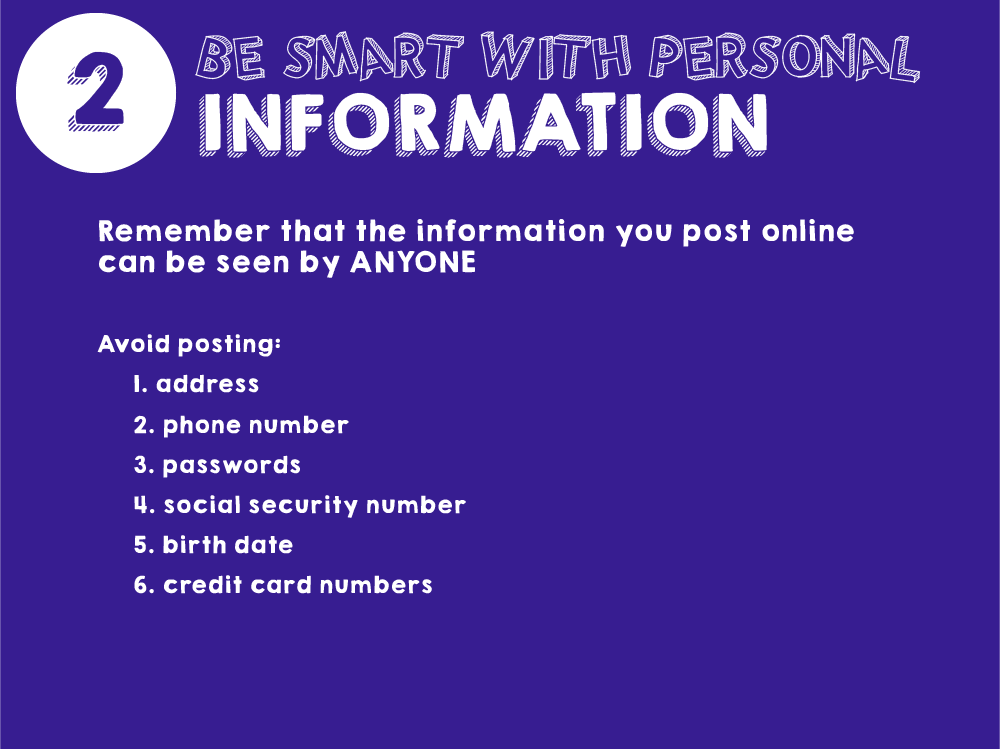 2
BE SMART WITH PERSONAL
INFORMATION
Remember that the information you post online
can be seen by ANYONE
Avoid posting:
1. address
2. phone number
3. passwords
4. social security number
5. birth date
6. credit card numbers